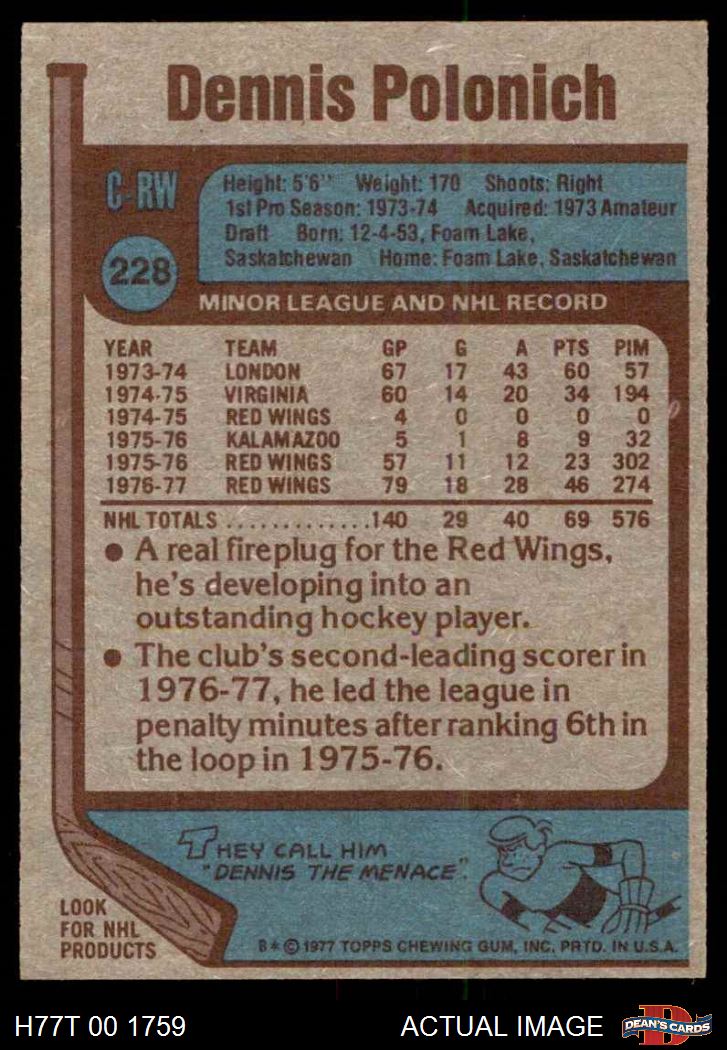 Dennis Polonich
C-RW
Height: 5'6" Weight: 170 Shoots: Right
1st Pro Season: 1973-74 Acquired: 1973 Amateur
Draft Born: 12-4-53, Foam Lake,
Saskatchewan Home: Foam Lake, Saskatchewan
228
MINOR LEAGUE AND NHL RECORD
YEAR TEAM GP G A PTS PIM
1973-74 LONDON 67 17 43 60 57
1974-75 VIRGINIA 60 14 20 34 194
1974-75 RED WINGS 4 0 0 0 0
1975-76 KALAMAZOO 5 1 8 9 32
1975-76 RED WINGS 57 11 12 23 302
1976-77 RED WINGS 79 18 28 46 274
NHL TOTALS .............140 29 40 69 576
● A real fireplug for the Red Wings,
he's developing into an
outstanding hockey player.
● The club's second-leading scorer in
1976-77, he led the league in
penalty minutes after ranking 6th in
the loop in 1975-76.
THEY CALL HIM
"DENNIS THE MENACE".
LOOK
FOR NHL
PRODUCTS
B* © 1977 TOPPS CHEWING GUM, INC. PRTD. IN U.S.A.
H77T 00 1759
ACTUAL IMAGE
D
DEAN'S CARDS